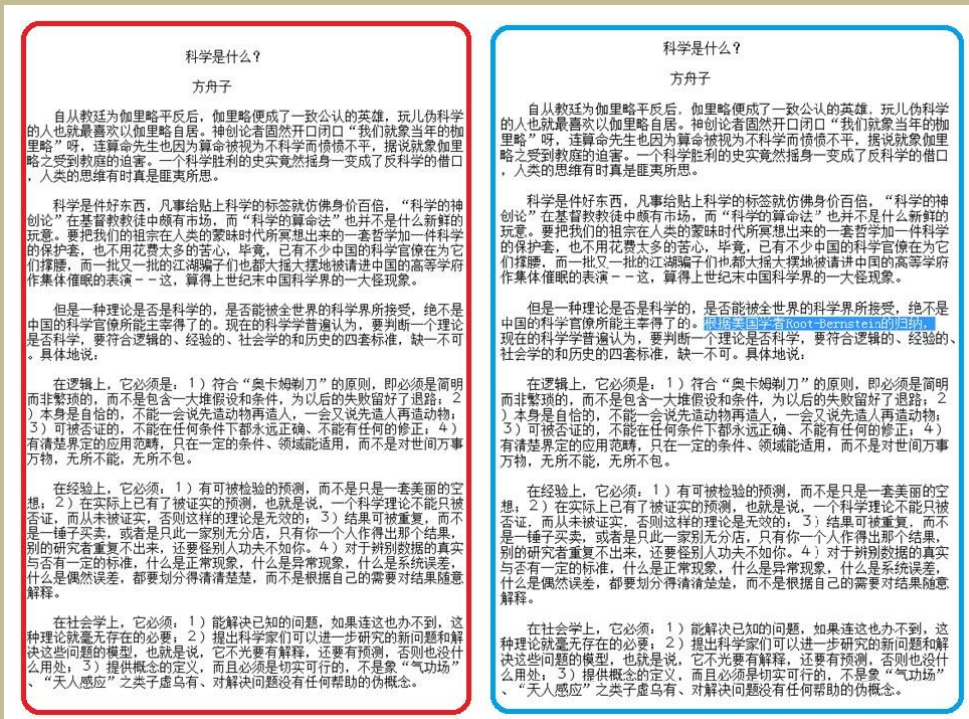 科学是什么?
方舟子
自从教廷为伽里略平反后，伽里略便成了一致公认的英雄，玩儿伪科学
的人也就最喜欢以伽里略自居。神创论者固然开口闭口“我们就象当年的枷
里略”呀，连算命先生也因为算命被视为不科学而愤愤不平，据说就象伽里
略之受到教庭的迫害。一个科学胜利的史实竟然摇身一变成了反科学的借口
，人类的思维有时真是匪夷所思。
科学是件好东西，凡事给贴上科学的标签就仿佛身价百倍，“科学的神
创论”在基督教教徒中颇有市场，而“科学的算命法”也并不是什么新鲜的
玩意。要把我们的祖宗在人类的蒙昧时代所冥想出来的一套哲学加一件科学
的保护套，也不用花费太多的苦心，毕竟，已有不少中国的科学官僚在为它
们撑腰，而一批又一批的江湖骗子们也都大摇大摆地被请进中国的高等学府
作集体催眠的表演－－这，算得上世纪末中国科学界的一大怪现象。
但是一种理论是否是科学的，是否能被全世界的科学界所接受，绝不是
中国的科学官僚所能主宰得了的。现在的科学学普遍认为，要判断一个理论
是否科学，要符合逻辑的、经验的、社会学的和历史的四套标准，缺一不可
。具体地说：
在逻辑上，它必须是：1）符合“奥卡姆剃刀”的原则，即必须是简明
而非繁琐的，而不是包含一大堆假设和条件，为以后的失败留好了退路；2
）本身是自恰的，不能一会说先造动物再造人，一会又说先造人再造动物；
3）可被否证的，不能在任何条件下都永远正确、不能有任何的修正；4）
有清楚界定的应用范畴，只在一定的条件、领域能适用，而不是对世间万事
万物，无所不能，无所不包。
在经验上，它必须：1）有可被检验的预测，而不是只是一套美丽的空
想；2）在实际上已有了被证实的预测，也就是说，一个科学理论不能只被
否证，而从未被证实，否则这样的理论是无效的；3）结果可被重复，而不
是一锤子买卖，或者是只此一家别无分店，只有你一个人作得出那个结果，
别的研究者重复不出来，还要怪别人功夫不如你。4）对于辨别数据的真实
与否有一定的标准，什么是正常现象，什么是异常现象，什么是系统误差，
什么是偶然误差，都要划分得清清楚楚，而不是根据自己的需要对结果随意
解释。
在社会学上，它必须：1）能解决已知的问题，如果连这也办不到，这
种理论就毫无存在的必要；2）提出科学家们可以进一步研究的新问题和解
决这些问题的模型，也就是说，它不光要有解释，还要有预测，否则也没什
么用处；3）提供概念的定义，而且必须是切实可行的，不是象“气功场”
、“天人感应”之类子虚乌有、对解决问题没有任何帮助的伪概念。
科学是什么?
方舟子
自从教廷为伽里略平反后，伽里略便成了一致公认的英雄，玩儿伪科学
的人也就最喜欢以伽里略自居。神创论者固然开口闭口“我们就象当年的枷
里略”呀，连算命先生也因为算命被视为不科学而愤愤不平，据说就象伽里
略之受到教庭的迫害。一个科学胜利的史实竟然摇身一变成了反科学的借口
，人类的思维有时真是匪夷所思。
科学是件好东西，凡事给贴上科学的标签就仿佛身价百倍，“科学的神
创论”在基督教教徒中颇有市场，而“科学的算命法”也并不是什么新鲜的
玩意。要把我们的祖宗在人类的蒙昧时代所冥想出来的一套哲学加一件科学
的保护套，也不用花费太多的苦心，毕竟，已有不少中国的科学官僚在为它
们撑腰，而一批又一批的江湖骗子们也都大摇大摆地被请进中国的高等学府
作集体催眠的表演－－这，算得上世纪末中国科学界的一大怪现象。
但是一种理论是否是科学的，是否能被全世界的科学界所接受，绝不是
中国的科学官僚所能主宰得了的。根据美国学者Root-Bernstein的归纳，
现在的科学学普遍认为，要判断一个理论是否科学，要符合逻辑的、经验的、
社会学的和历史的四套标准，缺一不可。具体地说：
在逻辑上，它必须是：1）符合“奥卡姆剃刀”的原则，即必须是简明
而非繁琐的，而不是包含一大堆假设和条件，为以后的失败留好了退路；2
）本身是自恰的，不能一会说先造动物再造人，一会又说先造人再造动物；
3）可被否证的，不能在任何条件下都永远正确、不能有任何的修正；4）
有清楚界定的应用范畴，只在一定的条件、领域能适用，而不是对世间万事
万物，无所不能，无所不包。
在经验上，它必须：1）有可被检验的预测，而不是只是一套美丽的空
想；2）在实际上已有了被证实的预测，也就是说，一个科学理论不能只被
否证，而从未被证实，否则这样的理论是无效的；3）结果可被重复，而不
是一锤子买卖，或者是只此一家别无分店，只有你一个人作得出那个结果，
别的研究者重复不出来，还要怪别人功夫不如你。4）对于辨别数据的真实
与否有一定的标准，什么是正常现象，什么是异常现象，什么是系统误差，
什么是偶然误差，都要划分得清清楚楚，而不是根据自己的需要对结果随意
解释。
在社会学上，它必须：1）能解决已知的问题，如果连这也办不到，这
种理论就毫无存在的必要；2）提出科学家们可以进一步研究的新问题和解
决这些问题的模型，也就是说，它不光要有解释，还要有预测，否则也没什
么用处；3）提供概念的定义，而且必须是切实可行的，不是象“气功场”
、“天人感应”之类子虚乌有、对解决问题没有任何帮助的伪概念。